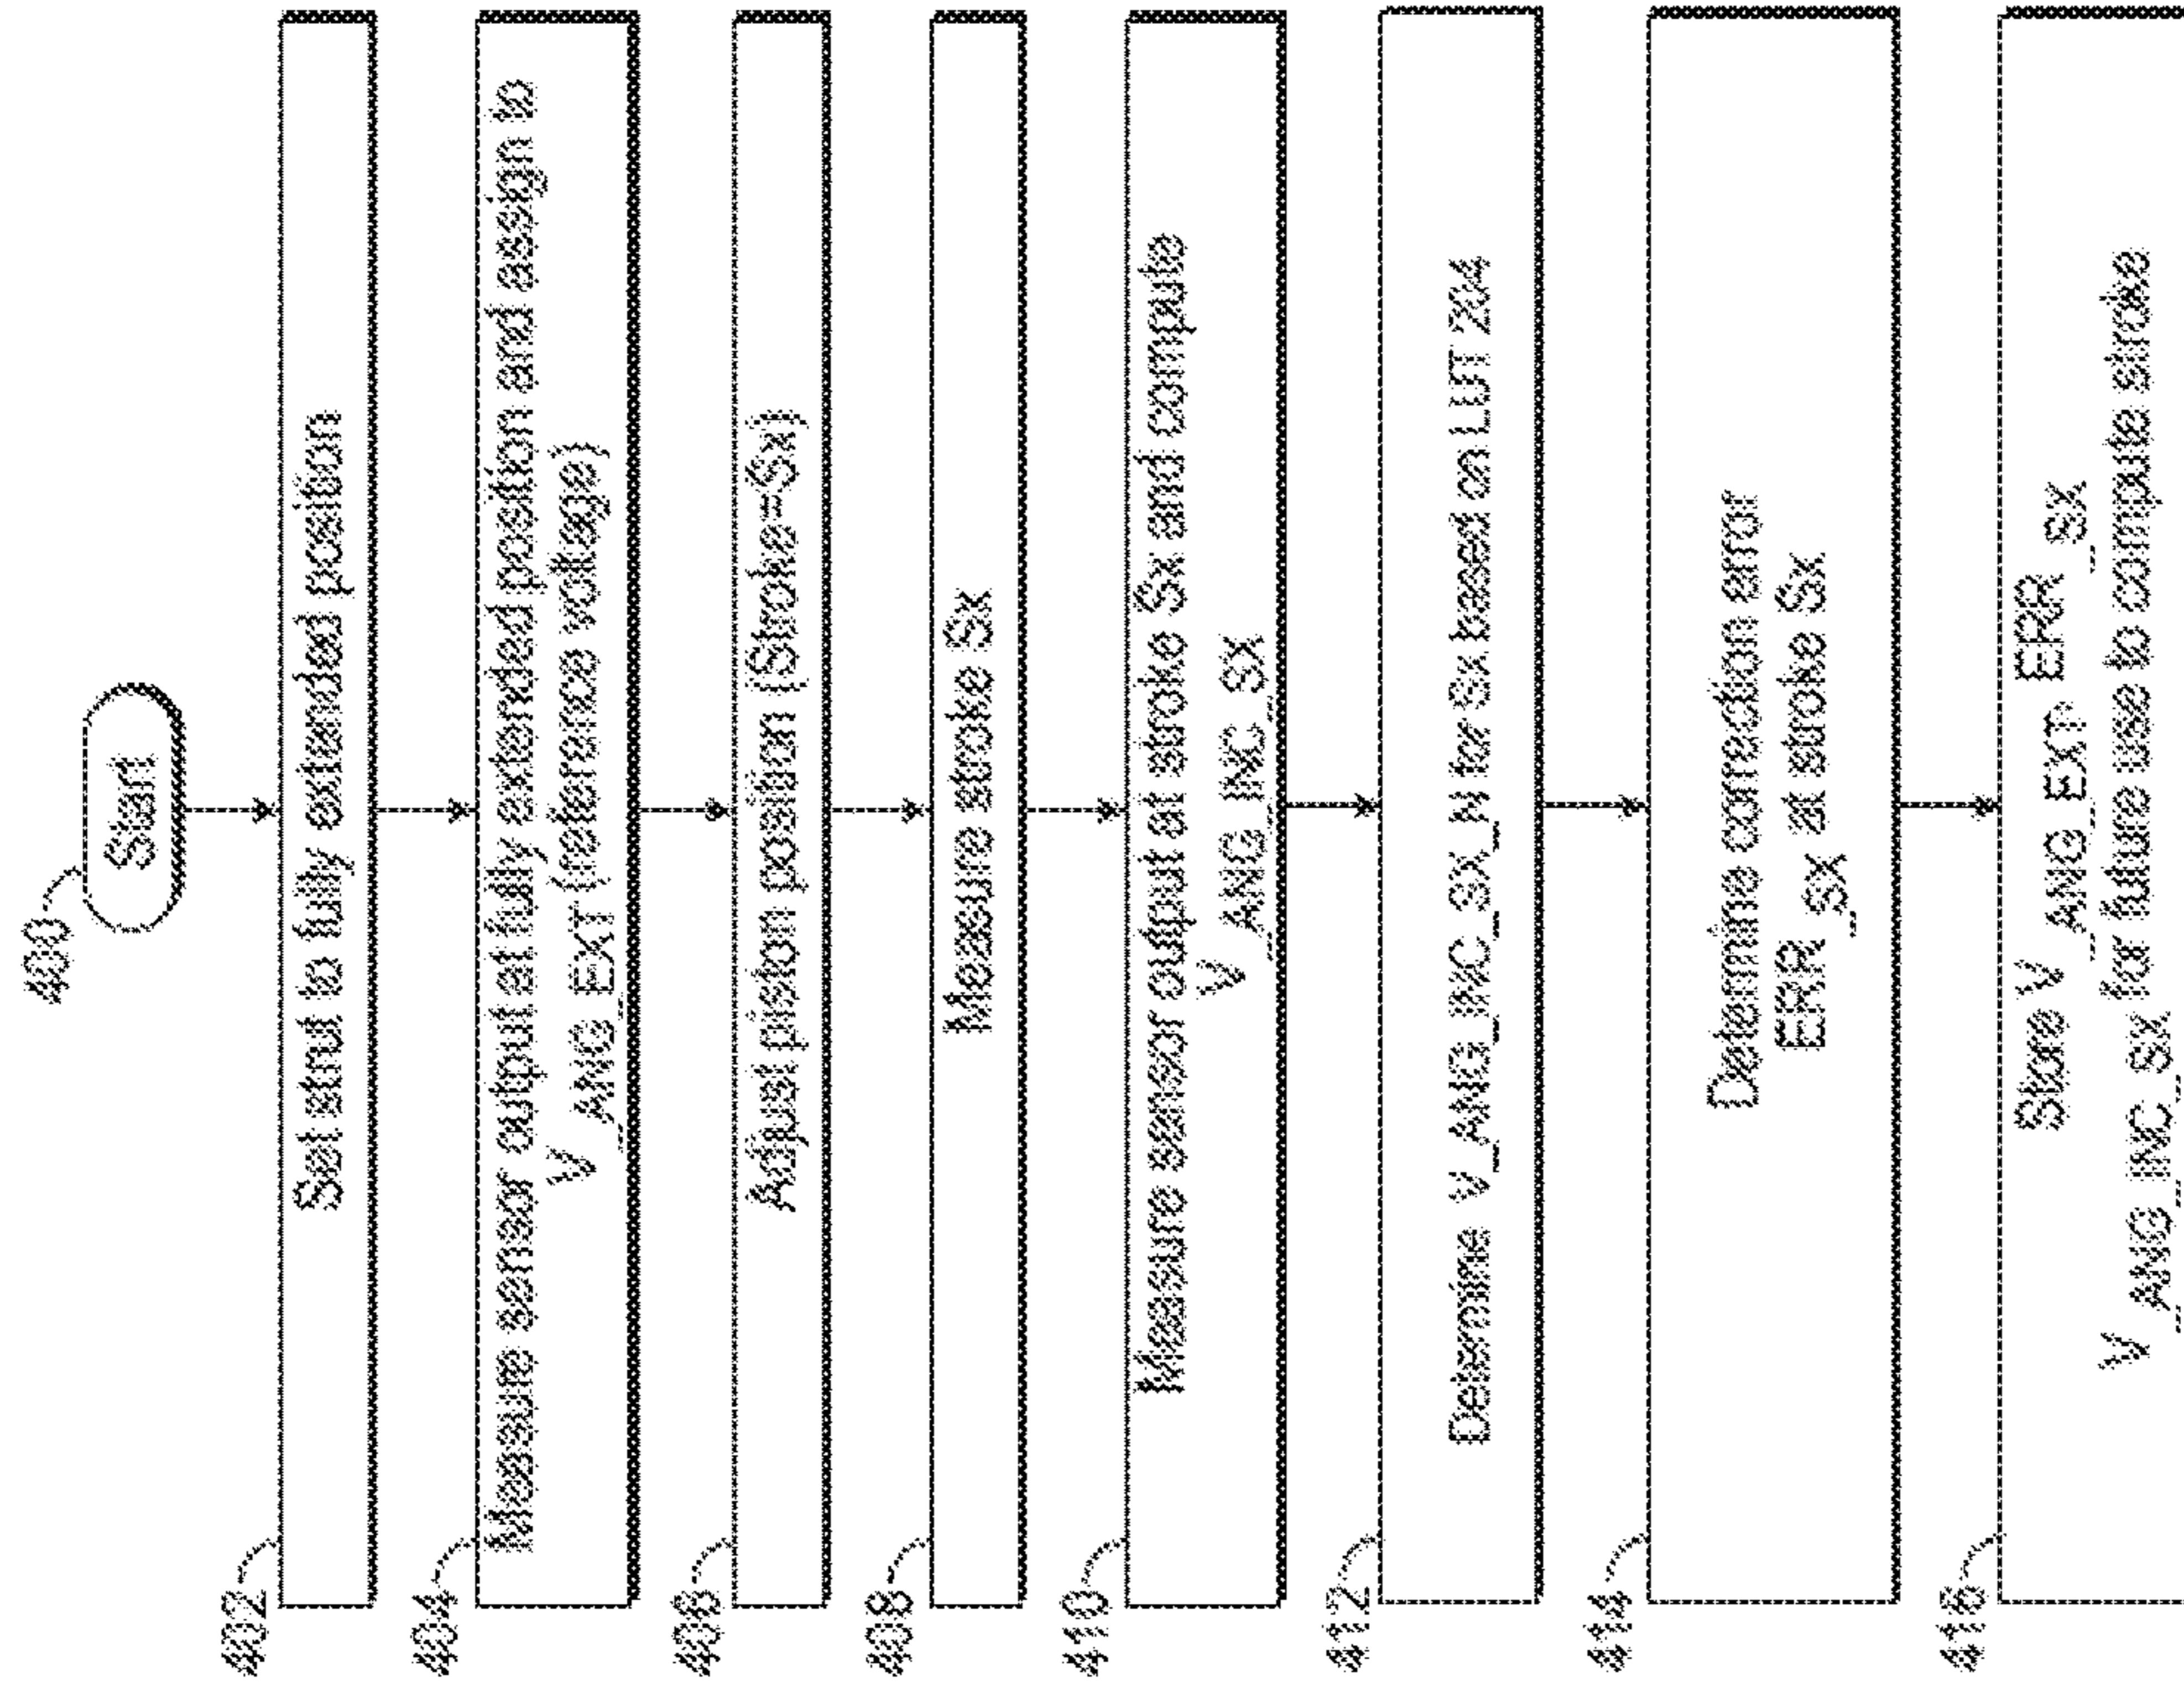 400
Start
402
Set strut to fully extended position
404
Measure sensor output at fully extended position and assign to
V_ANG_EXT (reference voltage)
406
Adjust piston position (Stroke=Sx)
408
Measure stroke Sx
410
Measure sensor output at stroke Sx and compute
V_ANG_INC_SX
412
Determine V_ANG_INC_SX_N for Sx based on LUT 204
414
Determine correction error
ERR_SX at stroke Sx
416
Store V_ANG_EXT ERR_SX
V_ANG_INC_SX for future use to compute stroke